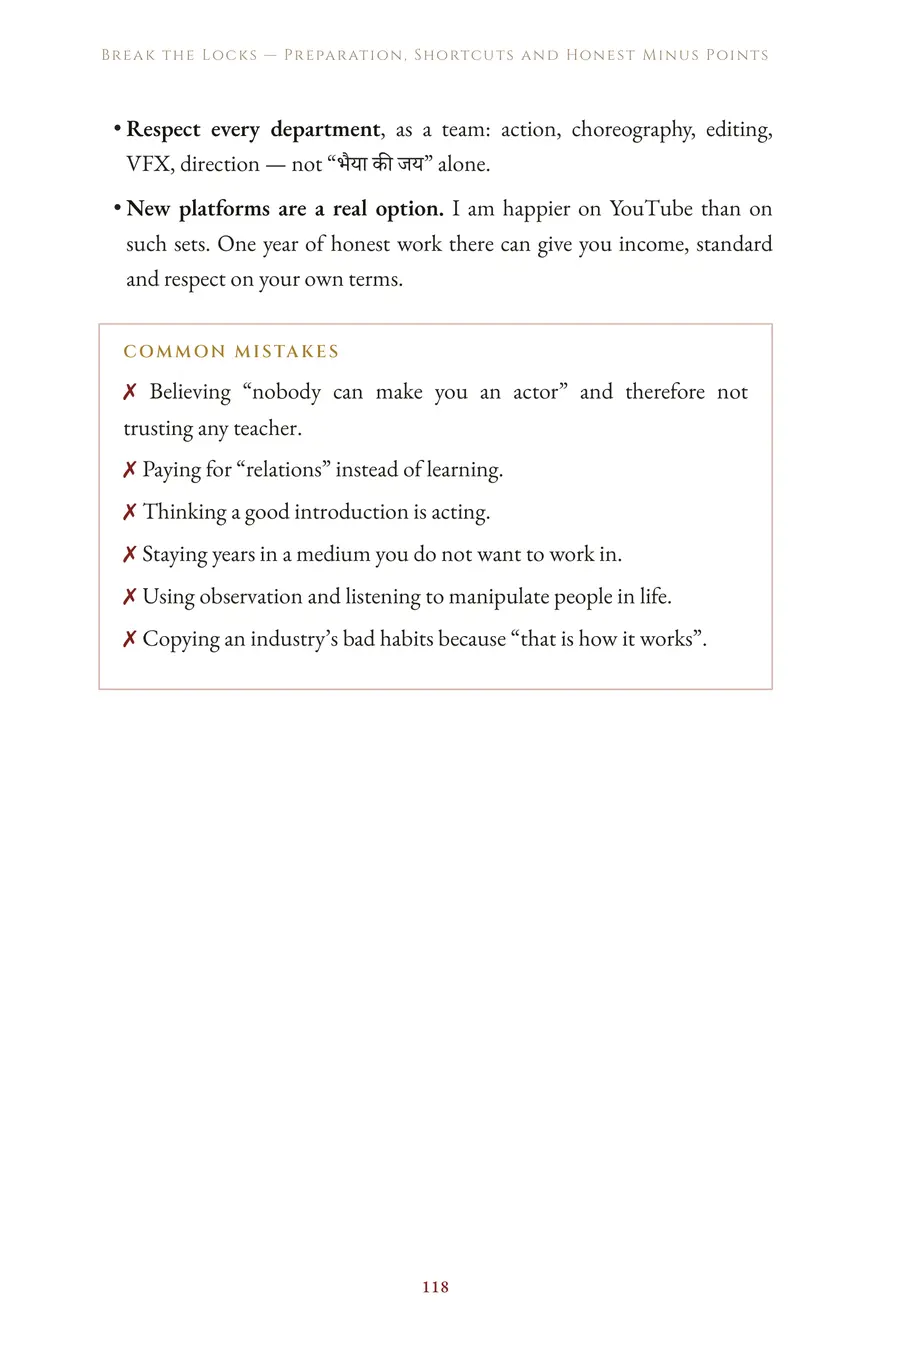 Break the Locks — Preparation, Shortcuts and Honest Minus Points
• Respect every department, as a team: action, choreography, editing,
VFX, direction — not “भैया की जय” alone.
• New platforms are a real option. I am happier on YouTube than on
such sets. One year of honest work there can give you income, standard
and respect on your own terms.
COMMON MISTAKES
✗ Believing “nobody can make you an actor” and therefore not
trusting any teacher.
✗ Paying for “relations” instead of learning.
✗ Thinking a good introduction is acting.
✗ Staying years in a medium you do not want to work in.
✗ Using observation and listening to manipulate people in life.
✗ Copying an industry’s bad habits because “that is how it works”.
118